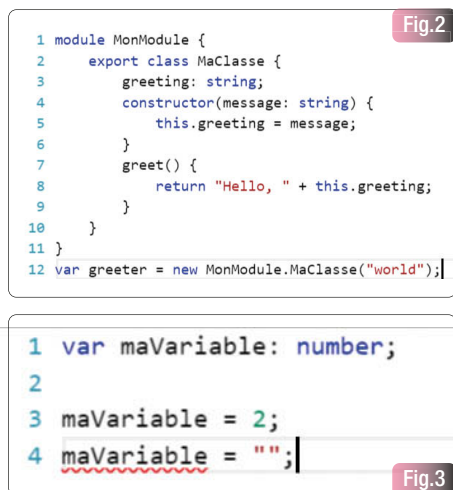 Fig.2
1 module MonModule {
2     export class MaClasse {
3         greeting: string;
4         constructor(message: string) {
5             this.greeting = message;
6         }
7         greet() {
8             return "Hello, " + this.greeting;
9         }
10     }
11 }
12 var greeter = new MonModule.MaClasse("world");
1 var maVariable: number;
2
3 maVariable = 2;
4 maVariable = "";
Fig.3